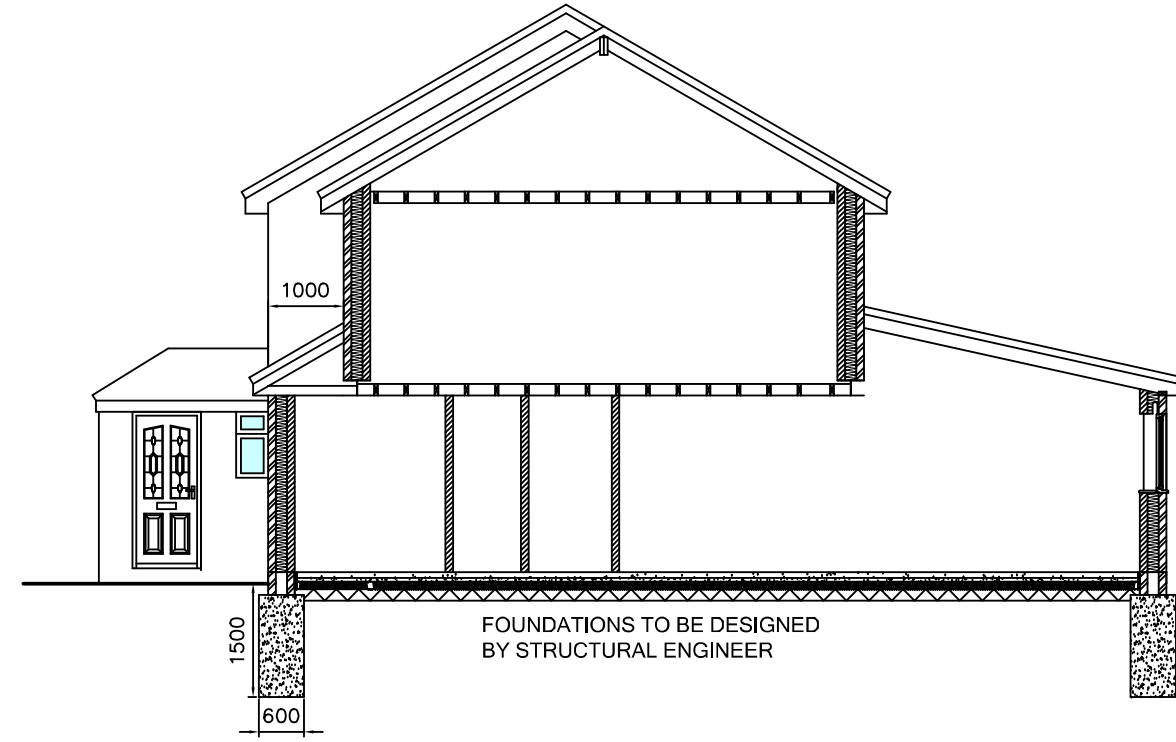 1000
FOUNDATIONS TO BE DESIGNED
BY STRUCTURAL ENGINEER
1500
600